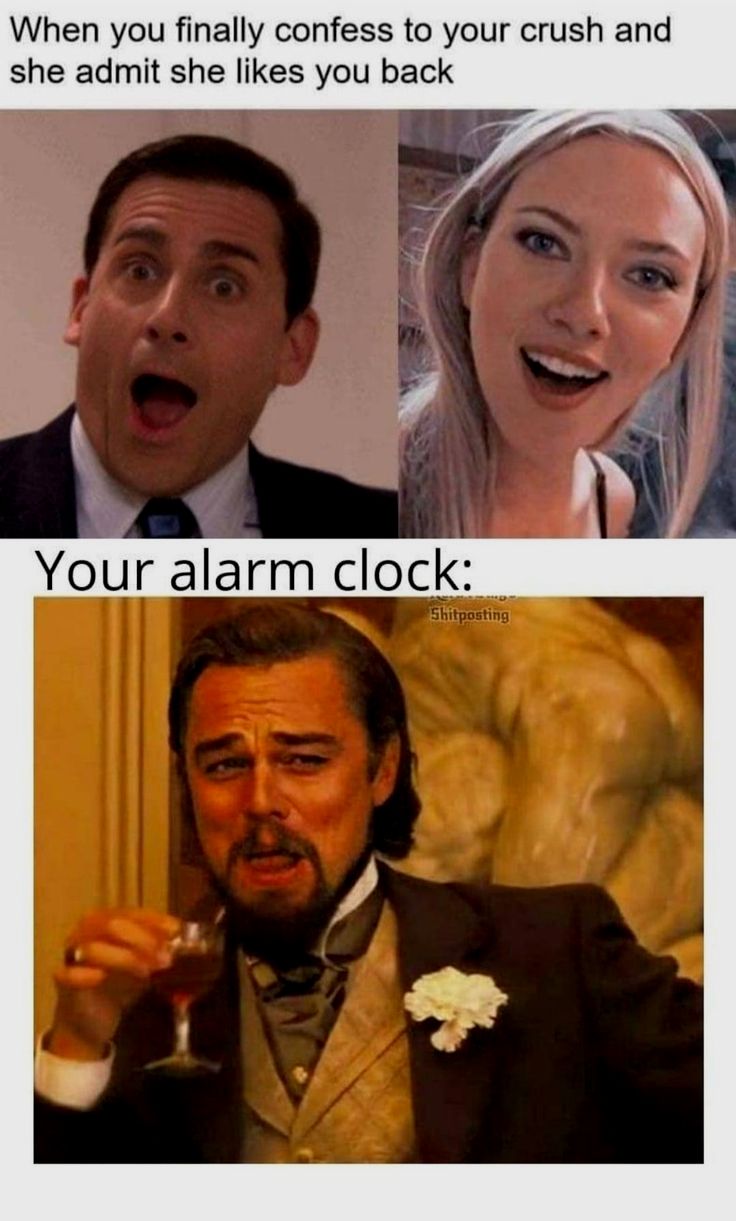 When you finally confess to your crush and
she admit she likes you back
Your alarm clock:
Shitposting